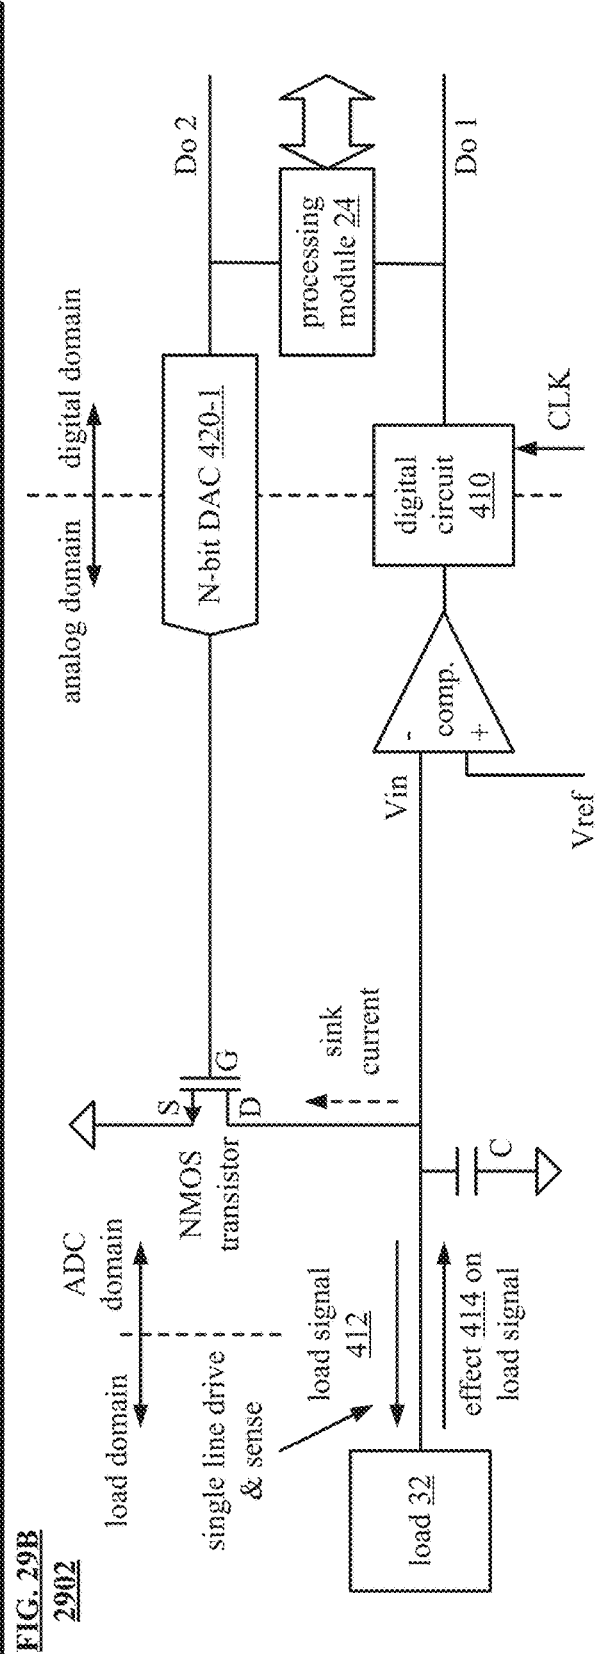 FIG. 29B
2902
load domain
ADC
domain
analog domain
digital domain
single line drive
& sense
NMOS
transistor
S
G
D
N-bit DAC 420-1
Do 2
load signal
412
sink
current
processing
module 24
load 32
effect 414 on
load signal
C
Vin
Vref
-
+
comp.
digital
circuit
410
CLK
Do 1